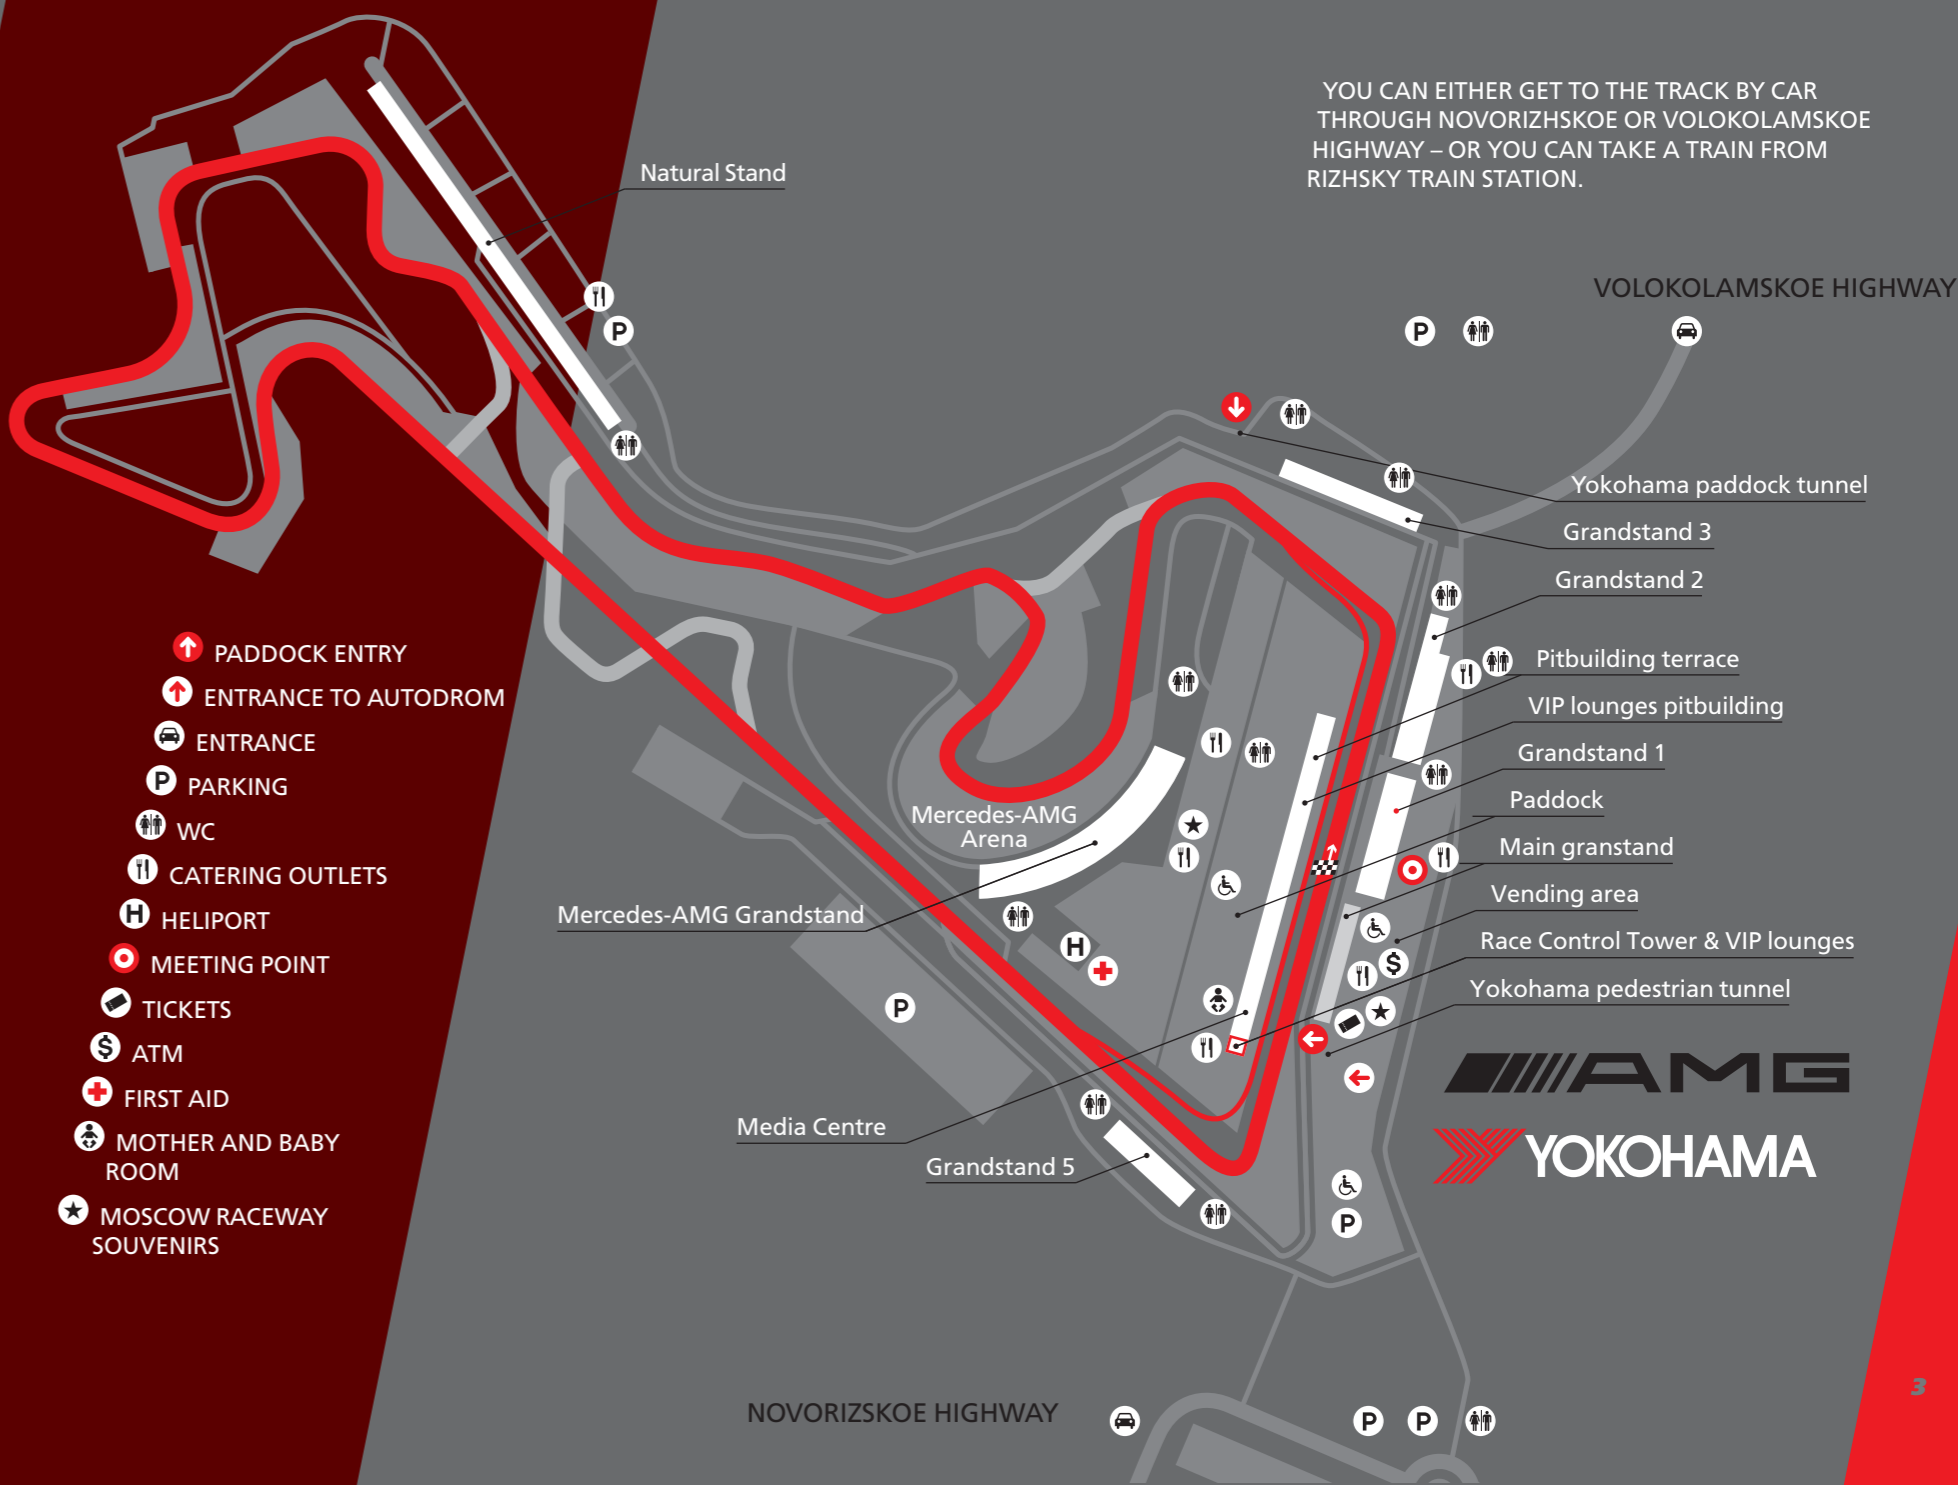 YOU CAN EITHER GET TO THE TRACK BY CAR
THROUGH NOVORIZHSKOE OR VOLOKOLAMSKOE
HIGHWAY – OR YOU CAN TAKE A TRAIN FROM
RIZHSKY TRAIN STATION.
Natural Stand
VOLOKOLAMSKOE HIGHWAY
P
P
Yokohama paddock tunnel
Grandstand 3
Grandstand 2
Pitbuilding terrace
VIP lounges pitbuilding
Grandstand 1
Paddock
Main granstand
Vending area
Race Control Tower & VIP lounges
Yokohama pedestrian tunnel
Mercedes-AMG
Arena
Mercedes-AMG Grandstand
H
$
P
Media Centre
Grandstand 5
P
PADDOCK ENTRY
ENTRANCE TO AUTODROM
ENTRANCE
P PARKING
WC
CATERING OUTLETS
H HELIPORT
MEETING POINT
TICKETS
$ ATM
FIRST AID
MOTHER AND BABY
ROOM
MOSCOW RACEWAY
SOUVENIRS
AMG
YOKOHAMA
NOVORIZSKOE HIGHWAY
P P
3